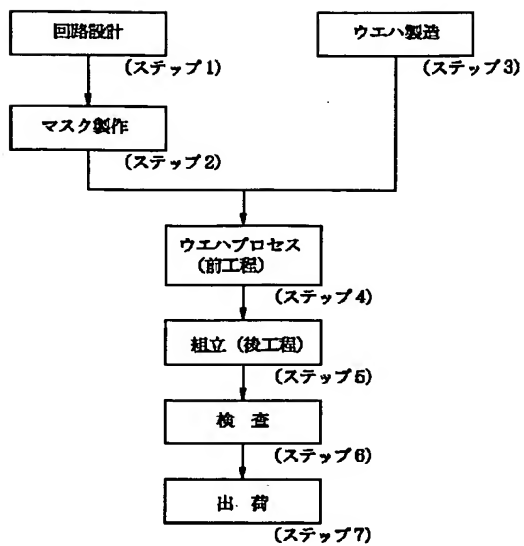 回路設計
(ステップ1)
ウエハ製造
(ステップ3)
マスク製作
(ステップ2)
ウエハプロセス
(前工程)
(ステップ4)
組立(後工程)
(ステップ5)
検 査
(ステップ6)
出 荷
(ステップ7)